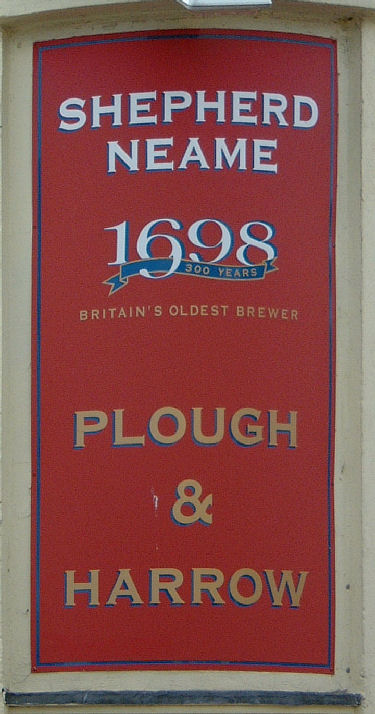 SHEPHERD
NEAME
1698
300 YEARS
BRITAIN'S OLDEST BREWER
PLOUGH
&
HARROW